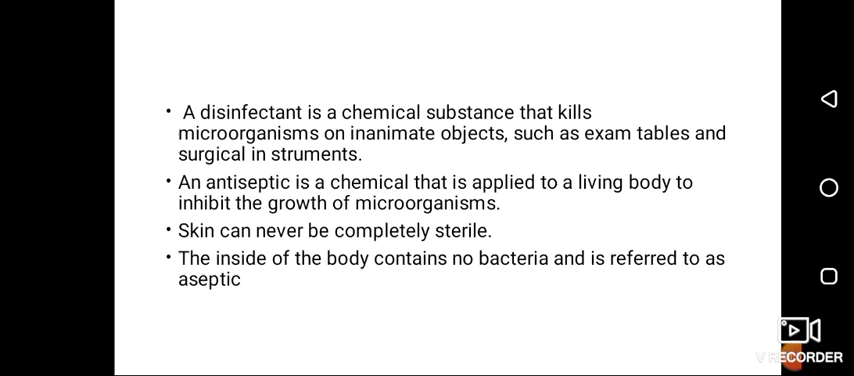 • A disinfectant is a chemical substance that kills
microorganisms on inanimate objects, such as exam tables and
surgical in struments.
• An antiseptic is a chemical that is applied to a living body to
inhibit the growth of microorganisms.
• Skin can never be completely sterile.
• The inside of the body contains no bacteria and is referred to as
aseptic
V RECORDER